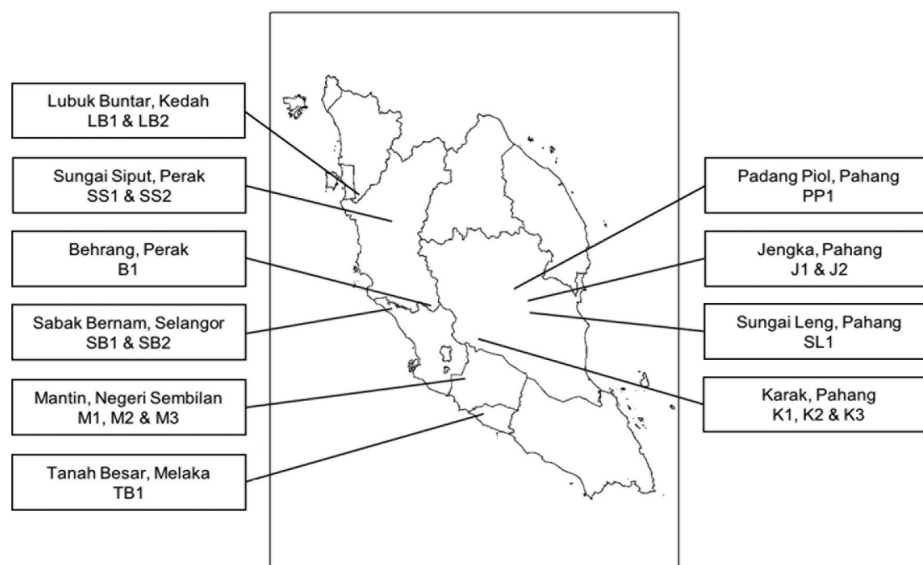 Lubuk Buntar, Kedah
LB1 & LB2
Sungai Siput, Perak
SS1 & SS2
Behrang, Perak
B1
Sabak Bernam, Selangor
SB1 & SB2
Mantin, Negeri Sembilan
M1, M2 & M3
Tanah Besar, Melaka
TB1
Padang Piol, Pahang
PP1
Jengka, Pahang
J1 & J2
Sungai Leng, Pahang
SL1
Karak, Pahang
K1, K2 & K3